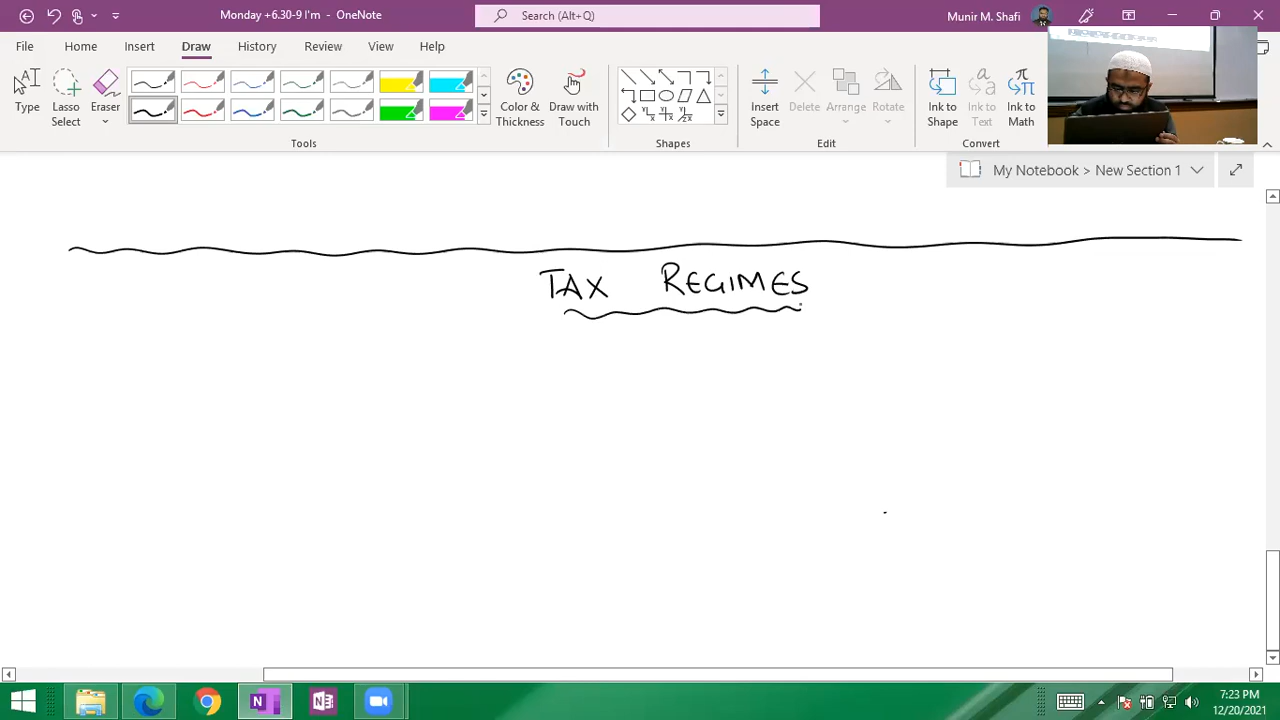 Monday +6.30-9 I'm - OneNote
Search (Alt+Q)
Munir M. Shafi
File Home Insert Draw History Review View Help
Type
Lasso Select
Eraser
Color & Thickness
Draw with Touch
Insert Space
Delete
Arrange
Rotate
Ink to Shape
Ink to Text
Ink to Math
Tools Shapes Edit Convert
My Notebook > New Section 1
TAX REGIMES
7:23 PM
12/20/2021